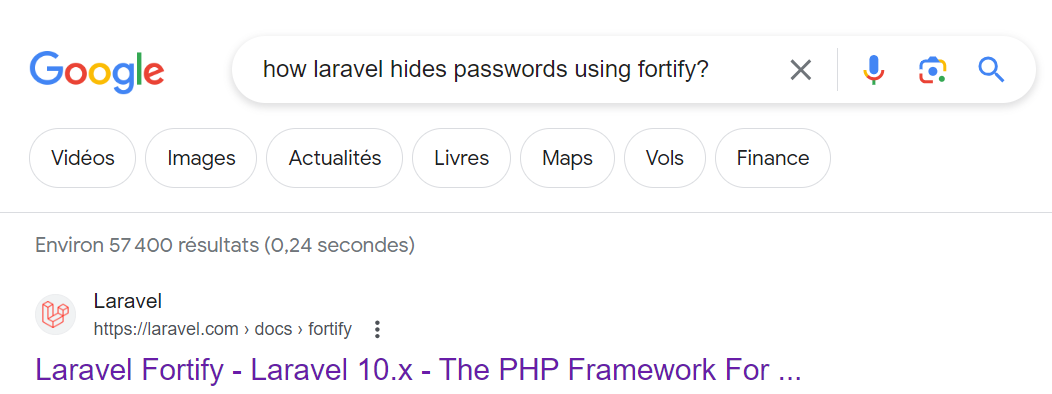 Google how laravel hides passwords using fortify?
Vidéos Images Actualités Livres Maps Vols Finance
Environ 57 400 résultats (0,24 secondes)
Laravel
https://laravel.com › docs › fortify
Laravel Fortify - Laravel 10.x - The PHP Framework For ...